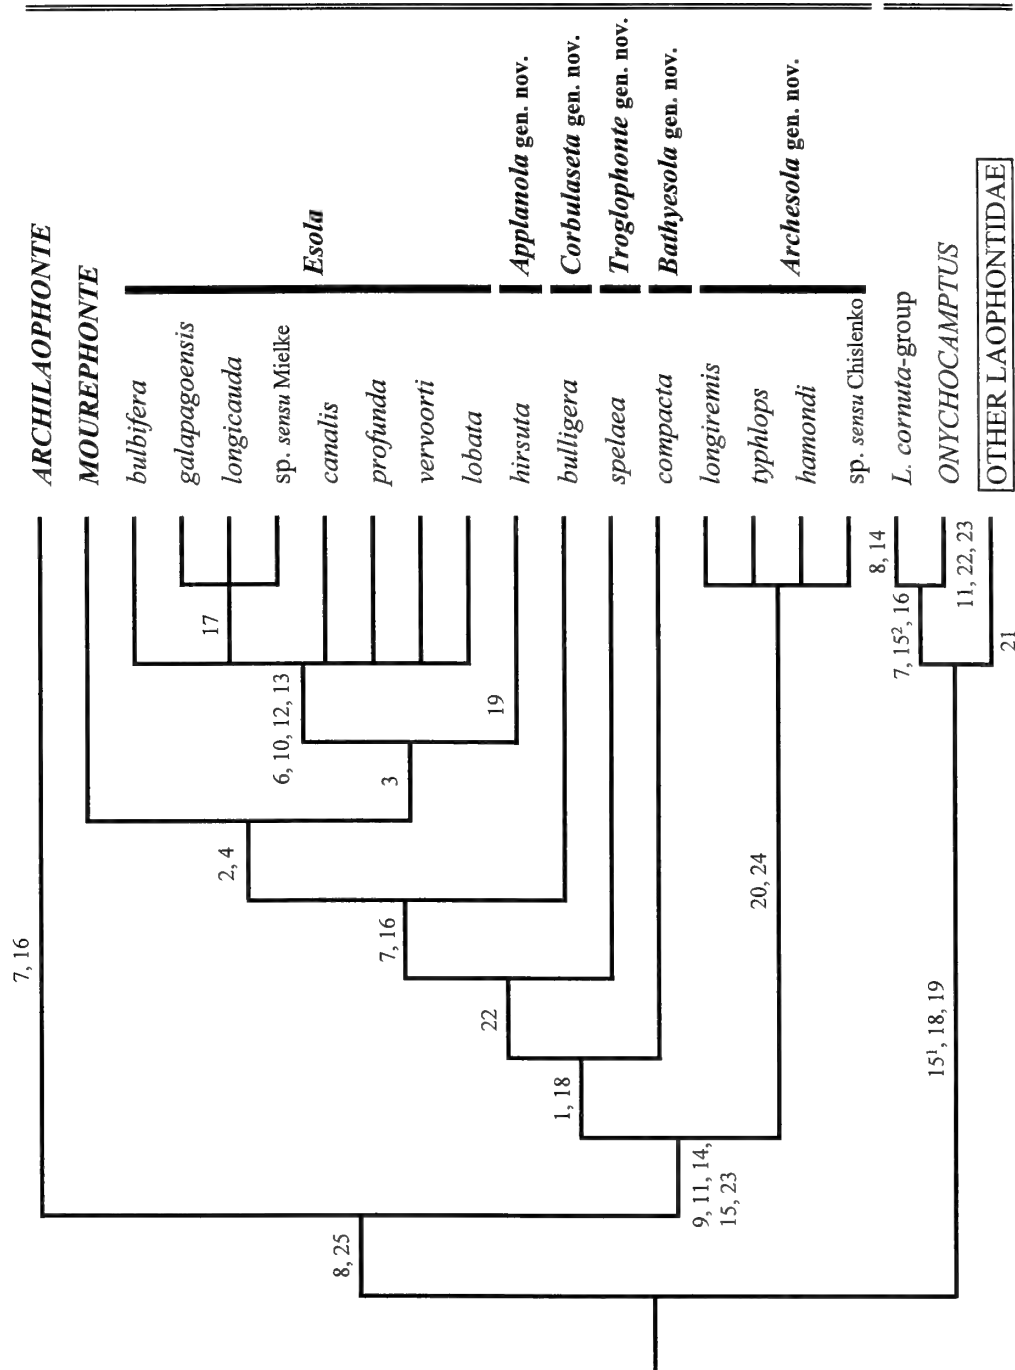 ARCHILAOPHONTE
MOUREPHONTE
bulbifera
galapagoensis
longicauda
sp. sensu Mielke
canalis
profunda
vervoorti
lobata
hirsuta
bulligera
spelaea
compacta
longiremis
typhlops
hamondi
sp. sensu Chislenko
L. cornuta-group
ONYCHOCAMPTUS
OTHER LAOPHONTIDAE
Esola
Applanola gen. nov.
Corbulaseta gen. nov.
Troglophonte gen. nov.
Bathyesola gen. nov.
Archesola gen. nov.
7, 16
17
6, 10, 12, 13
19
3
2, 4
7, 16
22
1, 18
20, 24
9, 11, 14,
15, 23
8, 25
8, 14
7, 15², 16
11, 22, 23
21
15¹, 18, 19